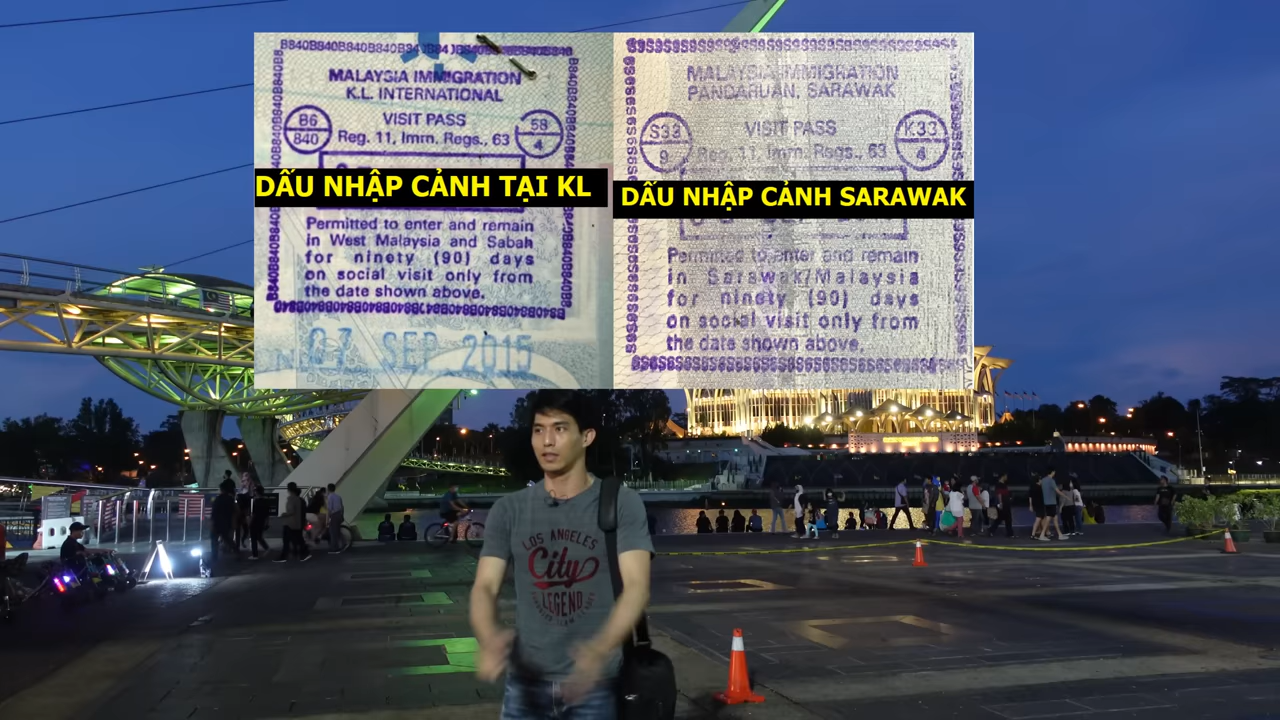 B840B840B840B840B84
MALAYSIA IMMIGRATION
K.L. INTERNATIONAL
B6
840
VISIT PASS
58
4
Reg. 11, Imm. Regs., 63
DẤU NHẬP CẢNH TẠI KL
Permitted to enter and remain
in West Malaysia and Sabah
for ninety (90) days
on social visit only from
the date shown above.
07 SEP 2015
MALAYSIA IMMIGRATION
PANDARUAN, SARAWAK
S33
9
VISIT PASS
K33
4
Reg. 11, Imm. Regs., 63
DẤU NHẬP CẢNH SARAWAK
Permitted to enter and remain
in Sarawak/Malaysia
for ninety (90) days
on social visit only from
the date shown above.
LOS ANGELES
City
LEGEND